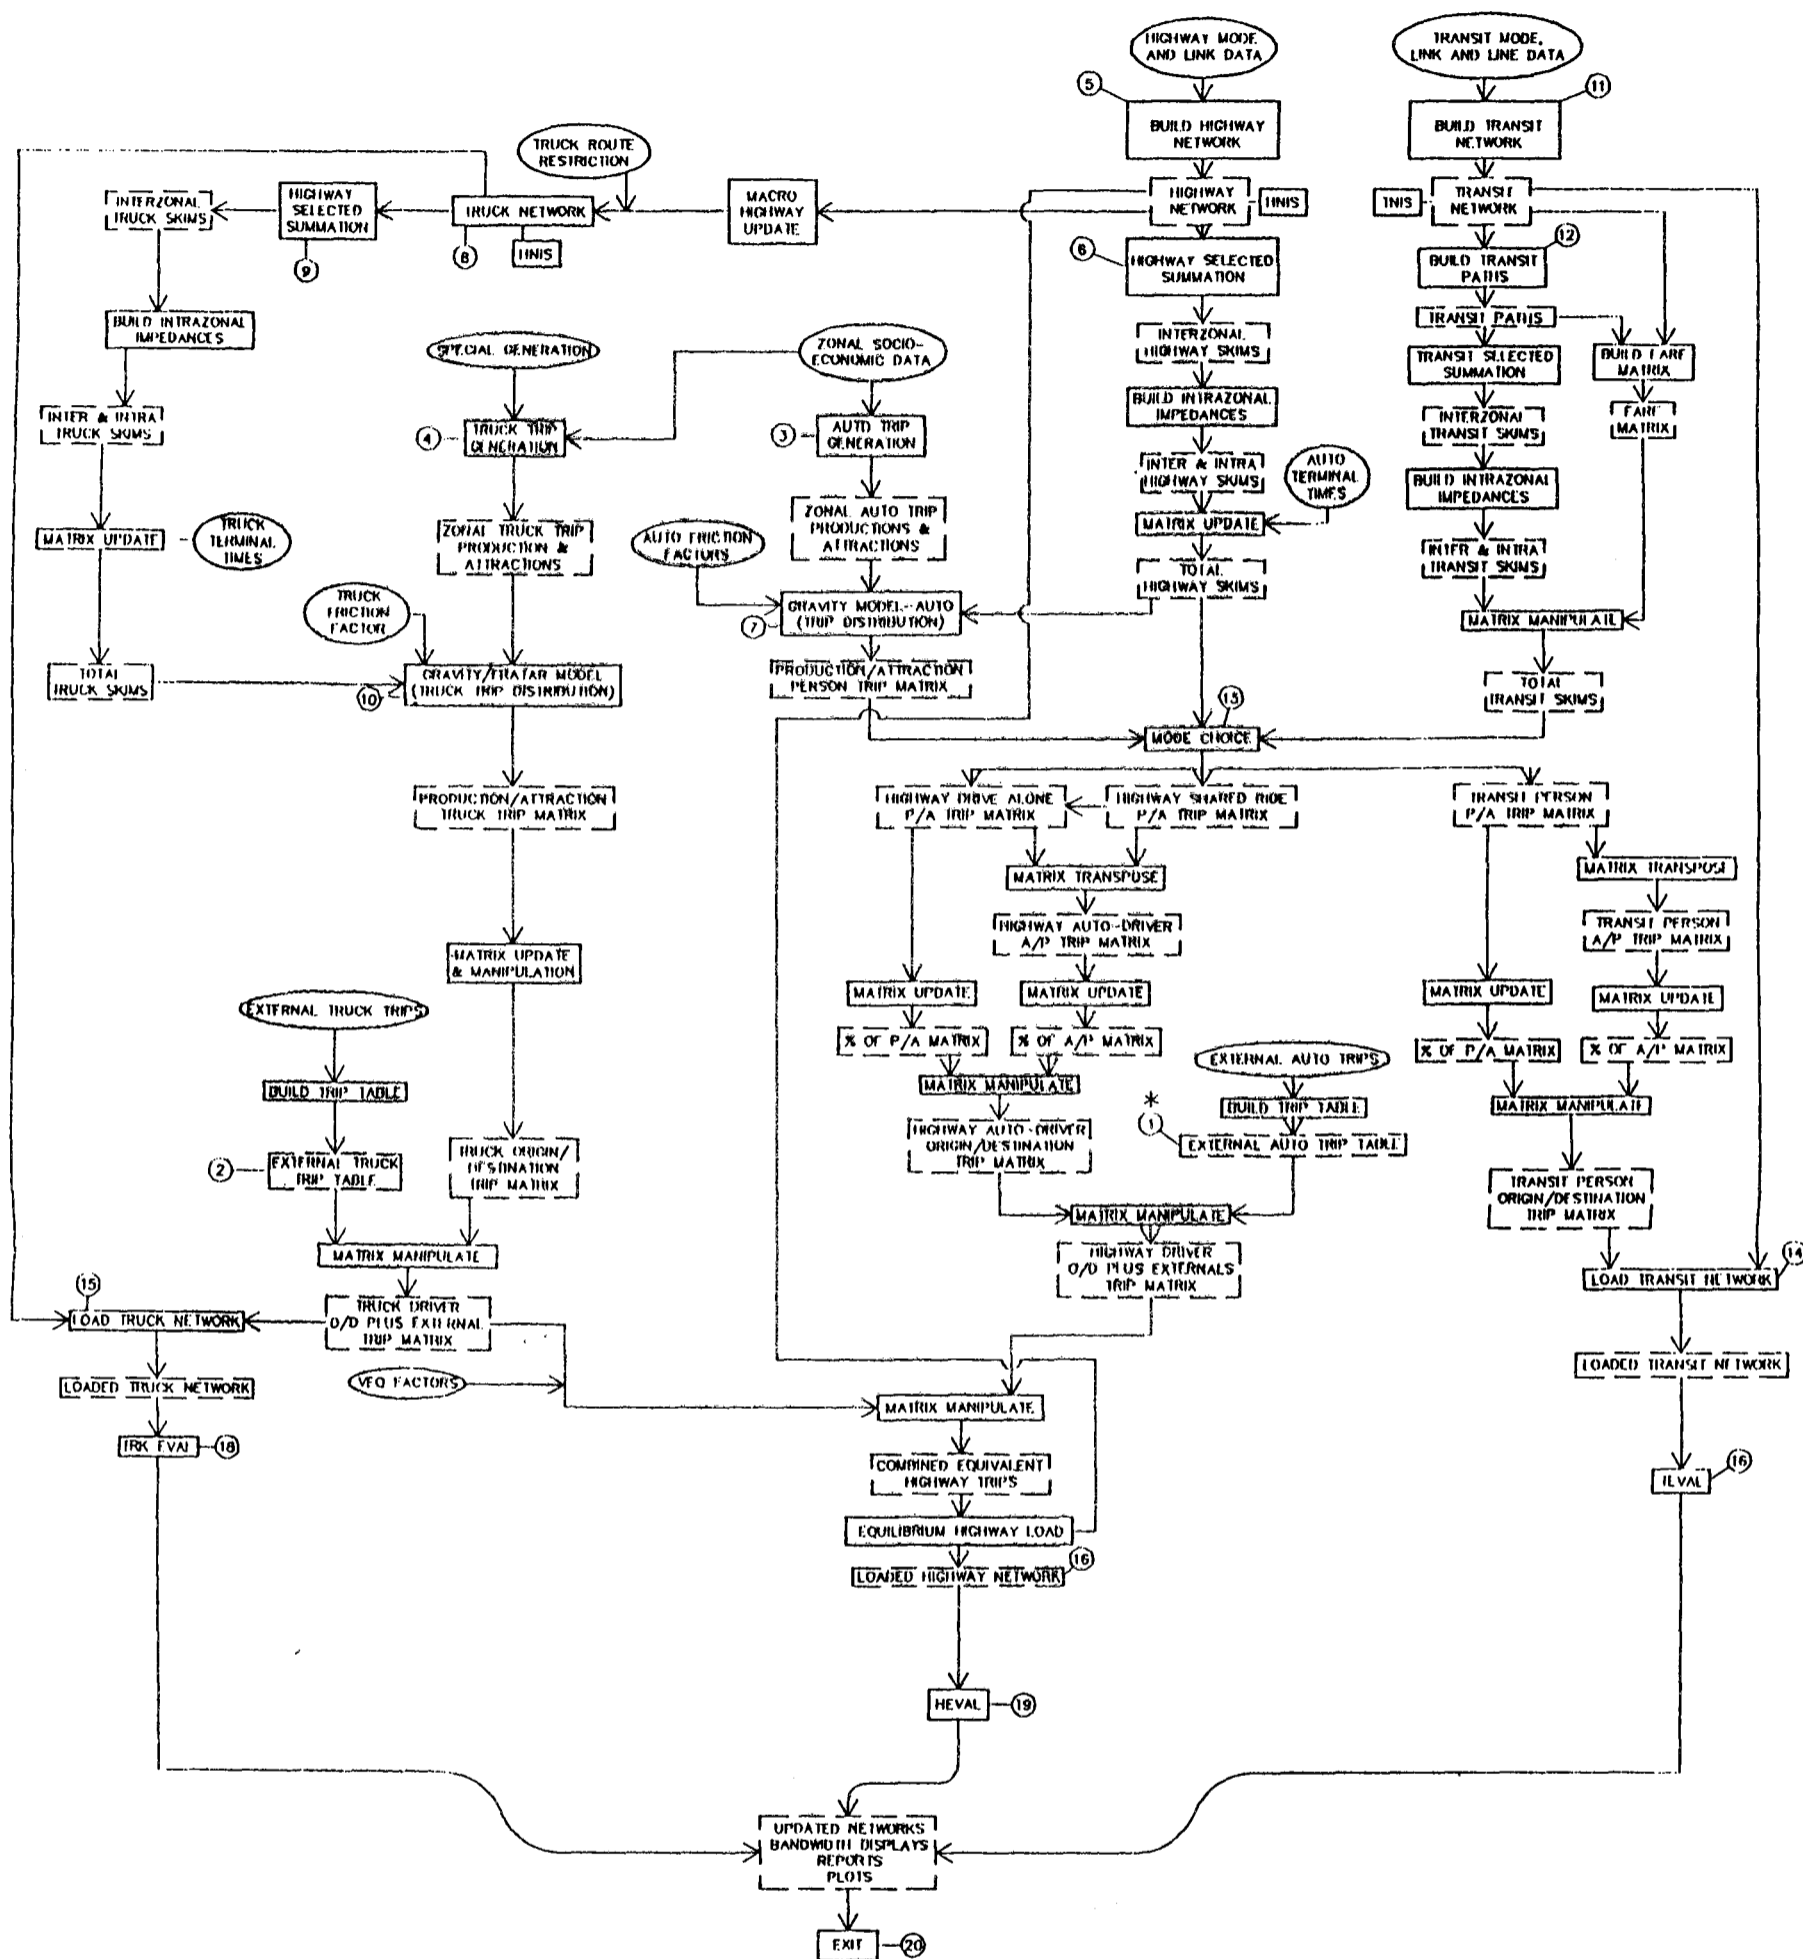 HIGHWAY MODE
AND LINK DATA
TRANSIT MODE,
LINK AND LINE DATA
5
11
BUILD HIGHWAY
NETWORK
BUILD TRANSIT
NETWORK
TRUCK ROUTE
RESTRICTION
INTERZONAL
TRUCK SKIMS
HIGHWAY
SELECTED
SUMMATION
TRUCK NETWORK
MACRO
HIGHWAY
UPDATE
HIGHWAY
NETWORK
HNIS
TNIS
TRANSIT
NETWORK
9
8
HNIS
6
HIGHWAY SELECTED
SUMMATION
12
BUILD TRANSIT
PATHS
BUILD INTRAZONAL
IMPEDANCES
SPECIAL GENERATION
ZONAL SOCIO-
ECONOMIC DATA
INTERZONAL
HIGHWAY SKIMS
TRANSIT PATHS
TRANSIT SELECTED
SUMMATION
BUILD FARE
MATRIX
INTER & INTRA
TRUCK SKIMS
4
TRUCK TRIP
GENERATION
3
AUTO TRIP
GENERATION
BUILD INTRAZONAL
IMPEDANCES
INTERZONAL
TRANSIT SKIMS
FARE
MATRIX
INTER & INTRA
HIGHWAY SKIMS
AUTO
TERMINAL
TIMES
BUILD INTRAZONAL
IMPEDANCES
MATRIX UPDATE
TRUCK
TERMINAL
TIMES
ZONAL TRUCK TRIP
PRODUCTION &
ATTRACTIONS
AUTO FRICTION
FACTORS
ZONAL AUTO TRIP
PRODUCTIONS &
ATTRACTIONS
MATRIX UPDATE
INTER & INTRA
TRANSIT SKIMS
TOTAL
HIGHWAY SKIMS
TRUCK
FRICTION
FACTOR
7
GRAVITY MODEL--AUTO
(TRIP DISTRIBUTION)
MATRIX MANIPULATE
TOTAL
TRUCK SKIMS
10
GRAVITY/FRATAR MODEL
(TRUCK TRIP DISTRIBUTION)
PRODUCTION/ATTRACTION
PERSON TRIP MATRIX
TOTAL
TRANSIT SKIMS
13
MODE CHOICE
PRODUCTION/ATTRACTION
TRUCK TRIP MATRIX
HIGHWAY DRIVE ALONE
P/A TRIP MATRIX
HIGHWAY SHARED RIDE
P/A TRIP MATRIX
TRANSIT PERSON
P/A TRIP MATRIX
MATRIX TRANSPOSE
MATRIX TRANSPOSE
HIGHWAY AUTO-DRIVER
A/P TRIP MATRIX
TRANSIT PERSON
A/P TRIP MATRIX
MATRIX UPDATE
& MANIPULATION
MATRIX UPDATE
MATRIX UPDATE
MATRIX UPDATE
MATRIX UPDATE
EXTERNAL TRUCK TRIPS
% OF P/A MATRIX
% OF A/P MATRIX
EXTERNAL AUTO TRIPS
% OF P/A MATRIX
% OF A/P MATRIX
BUILD TRIP TABLE
MATRIX MANIPULATE
*
BUILD TRIP TABLE
MATRIX MANIPULATE
1
EXTERNAL AUTO TRIP TABLE
2
EXTERNAL TRUCK
TRIP TABLE
TRUCK ORIGIN/
DESTINATION
TRIP MATRIX
HIGHWAY AUTO-DRIVER
ORIGIN/DESTINATION
TRIP MATRIX
TRANSIT PERSON
ORIGIN/DESTINATION
TRIP MATRIX
MATRIX MANIPULATE
MATRIX MANIPULATE
HIGHWAY DRIVER
O/D PLUS EXTERNALS
TRIP MATRIX
14
LOAD TRANSIT NETWORK
15
LOAD TRUCK NETWORK
TRUCK DRIVER
O/D PLUS EXTERNAL
TRIP MATRIX
LOADED TRANSIT NETWORK
LOADED TRUCK NETWORK
VEQ FACTORS
MATRIX MANIPULATE
TRK EVAL
18
COMBINED EQUIVALENT
HIGHWAY TRIPS
TEVAL
16
EQUILIBRIUM HIGHWAY LOAD
16
LOADED HIGHWAY NETWORK
HEVAL
19
UPDATED NETWORKS
BANDWIDTH DISPLAYS
REPORTS
PLOTS
EXIT
20